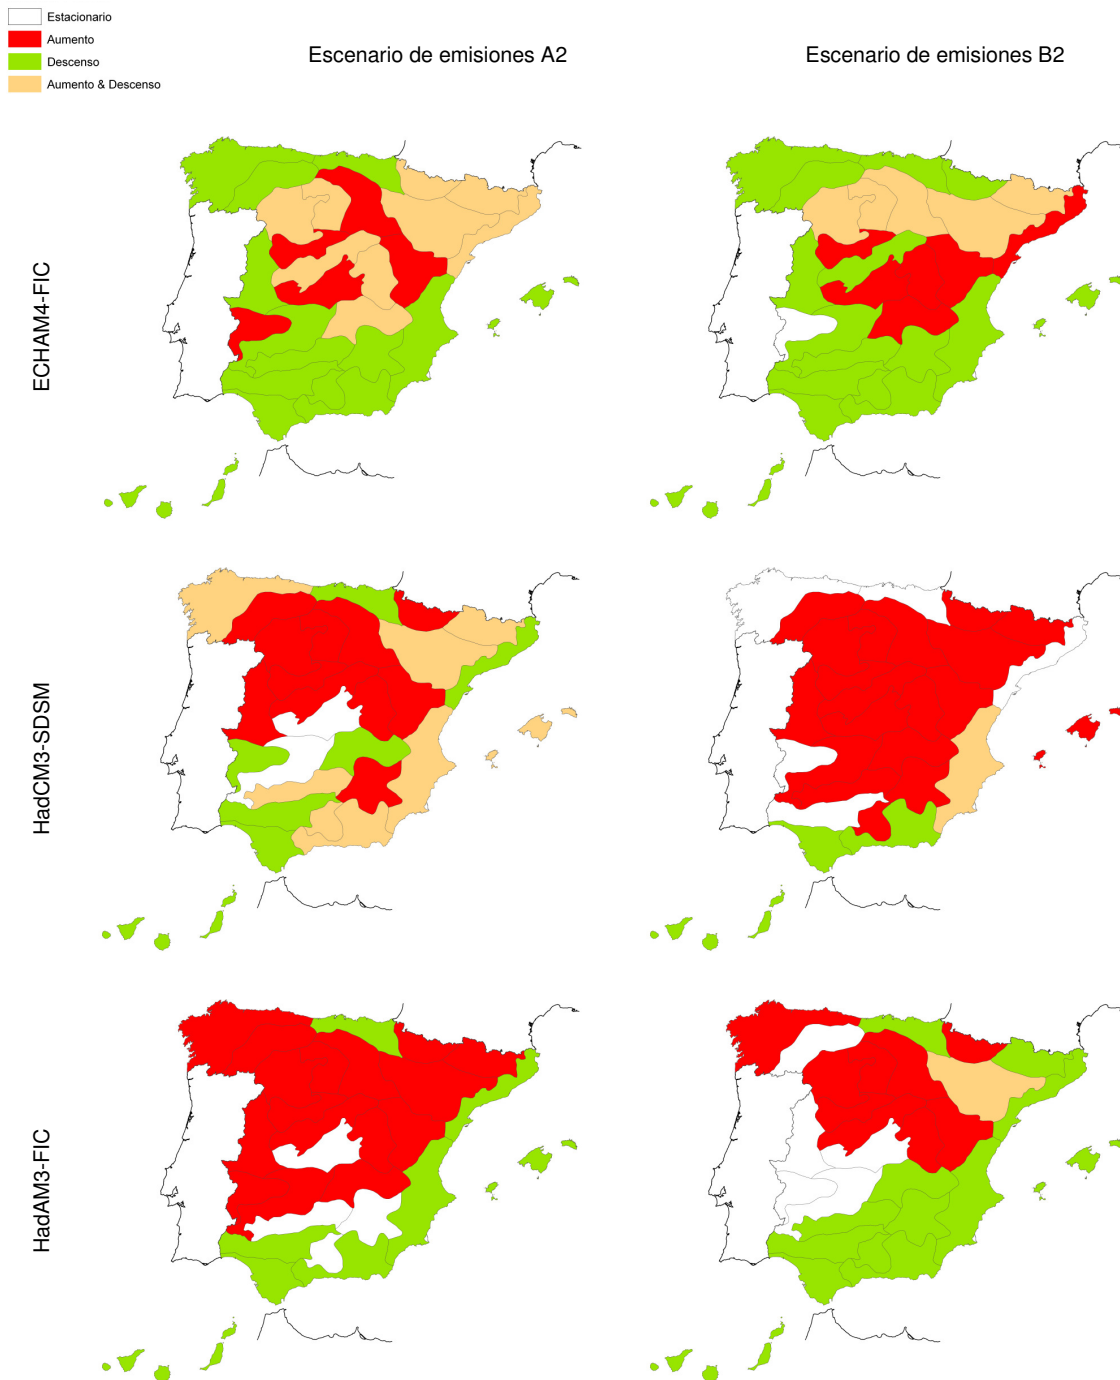 Estacionario
Aumento
Descenso
Aumento & Descenso
Escenario de emisiones A2
Escenario de emisiones B2
ECHAM4-FIC
HadCM3-SDSM
HadAM3-FIC